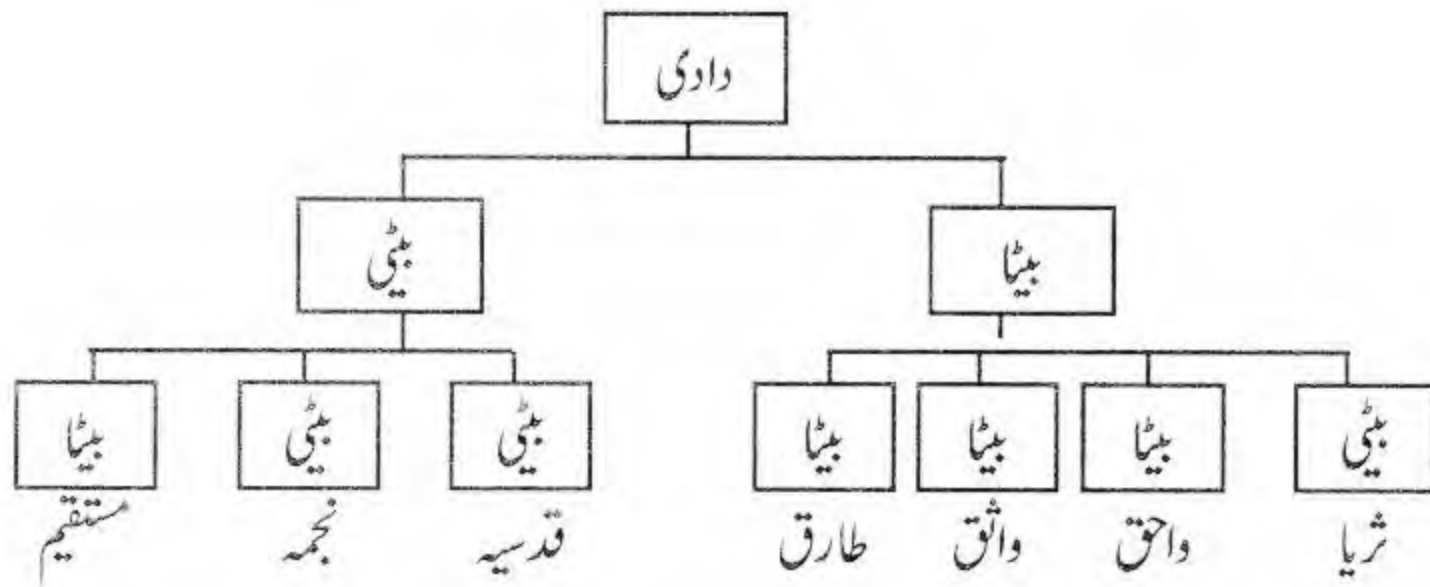 دادی
بیٹا بیٹی
بیٹی بیٹا بیٹا بیٹا بیٹی بیٹی بیٹا
ثریا واحق واثق طارق قدسیہ نجمہ مستقیم